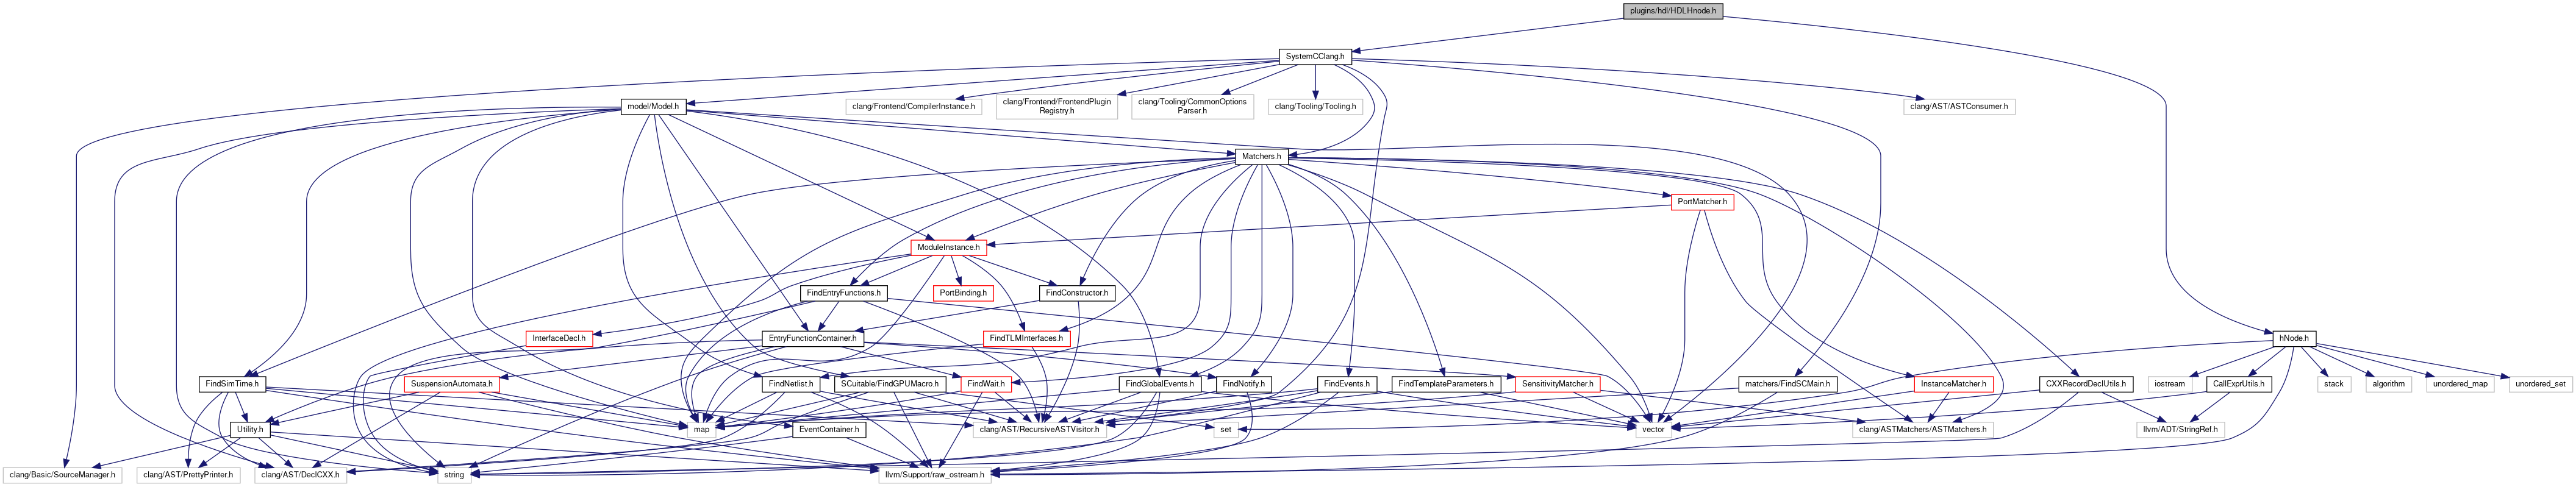 plugins/hdl/HDLHnode.h
SystemCClang.h
model/Model.h
clang/Frontend/CompilerInstance.h
clang/Frontend/FrontendPlugin
Registry.h
clang/Tooling/CommonOptions
Parser.h
clang/Tooling/Tooling.h
clang/AST/ASTConsumer.h
Matchers.h
PortMatcher.h
ModuleInstance.h
FindEntryFunctions.h
PortBinding.h
FindConstructor.h
InterfaceDecl.h
EntryFunctionContainer.h
FindTLMInterfaces.h
hNode.h
FindSimTime.h
SuspensionAutomata.h
FindNetlist.h
SCuitable/FindGPUMacro.h
FindWait.h
FindGlobalEvents.h
FindNotify.h
FindEvents.h
FindTemplateParameters.h
SensitivityMatcher.h
matchers/FindSCMain.h
InstanceMatcher.h
CXXRecordDeclUtils.h
iostream
CallExprUtils.h
stack
algorithm
unordered_map
unordered_set
Utility.h
map
EventContainer.h
clang/AST/RecursiveASTVisitor.h
set
vector
clang/ASTMatchers/ASTMatchers.h
llvm/ADT/StringRef.h
clang/Basic/SourceManager.h
clang/AST/PrettyPrinter.h
clang/AST/DeclCXX.h
string
llvm/Support/raw_ostream.h